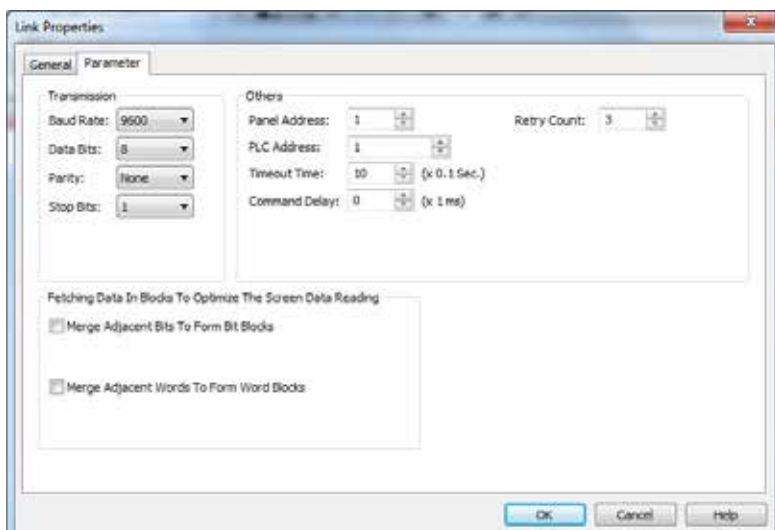 Link Properties
General
Parameter
Transmission
Baud Rate: 9600
Data Bits: 8
Parity: None
Stop Bits: 1
Others
Panel Address: 1
Retry Count: 3
PLC Address: 1
Timeout Time: 10 (x 0.1 Sec.)
Command Delay: 0 (x 1 ms)
Fetching Data In Blocks To Optimize The Screen Data Reading
Merge Adjacent Bits To Form Bit Blocks
Merge Adjacent Words To Form Word Blocks
OK
Cancel
Help